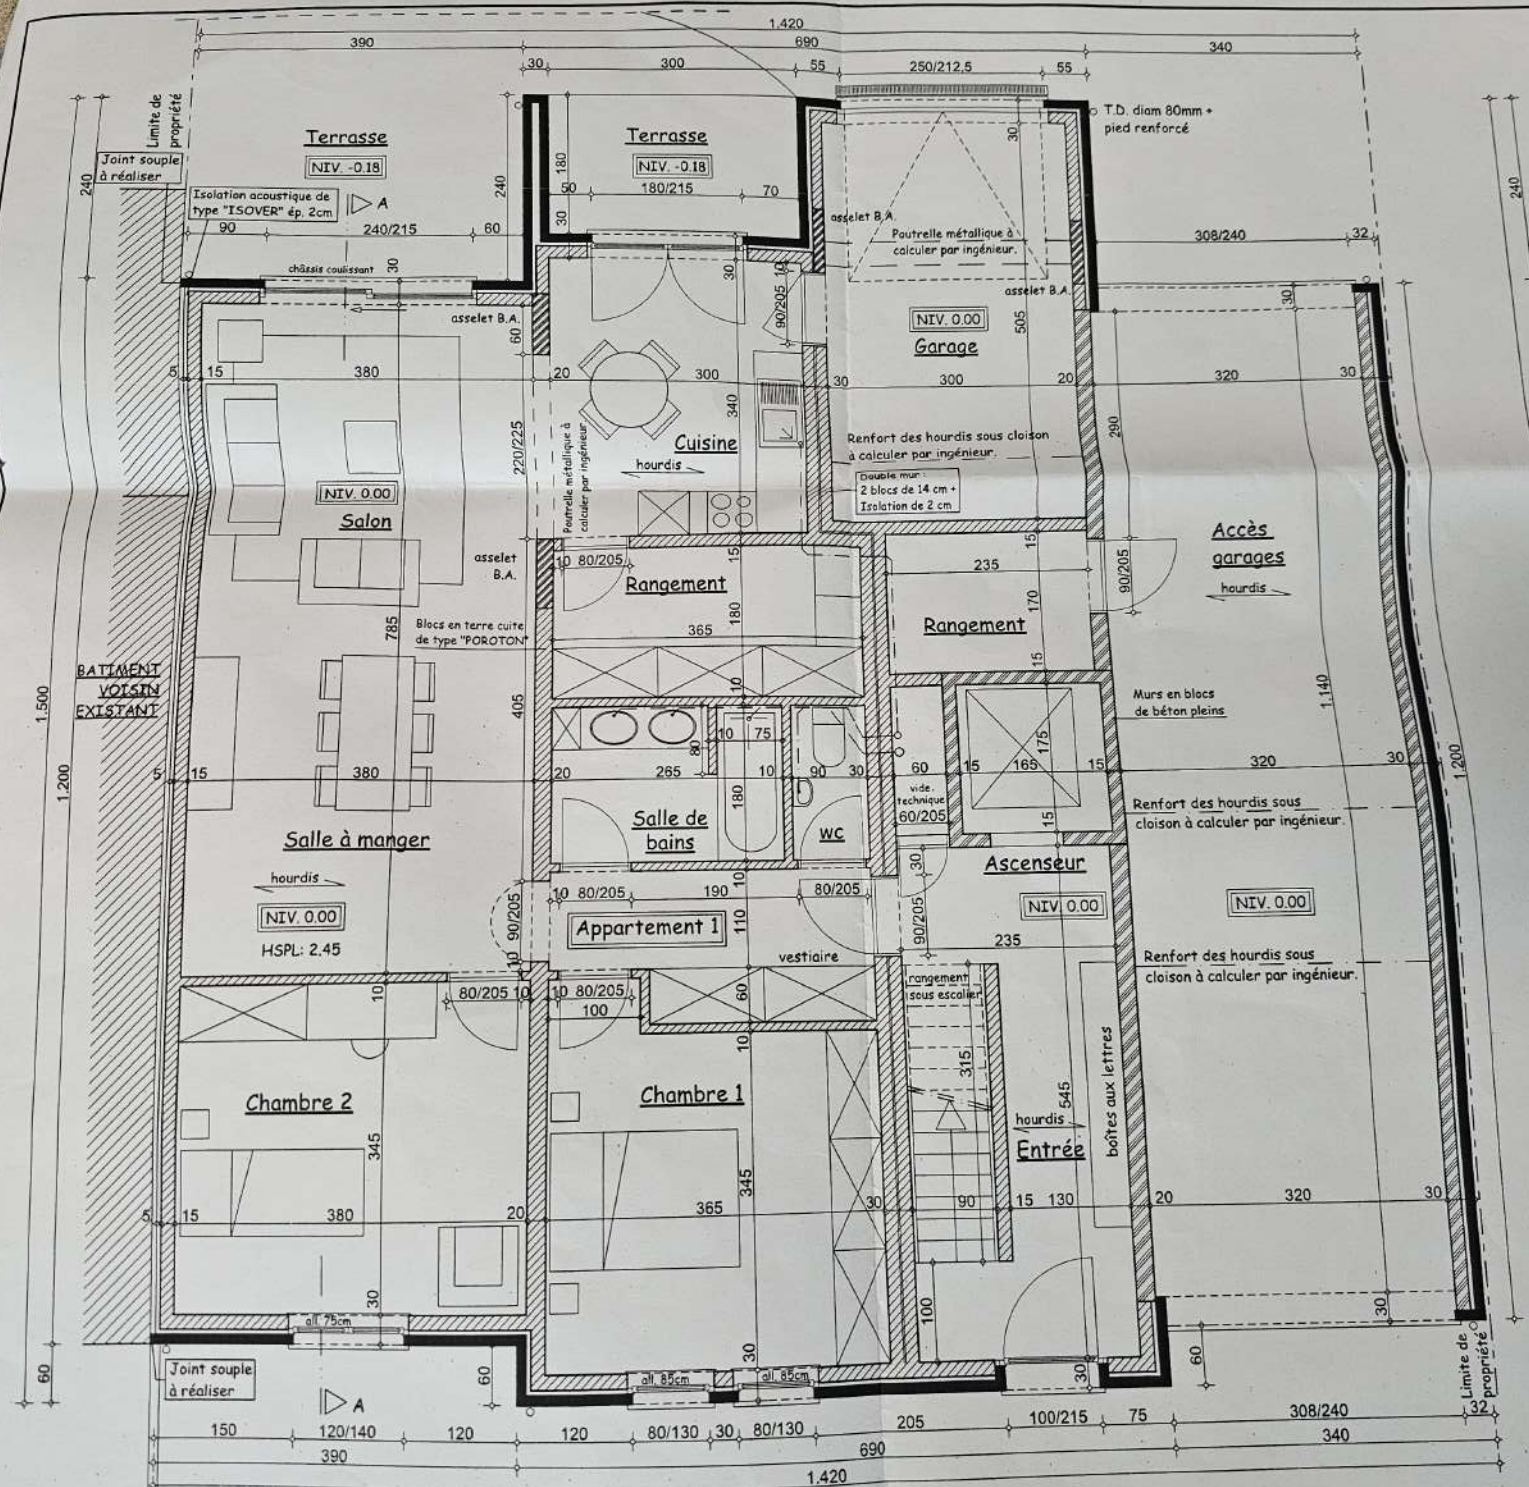 1.420
390
690
340
30
300
55
250/212,5
55
Limite de
propriété
Terrasse
NIV. -0.18
Terrasse
NIV. -0.18
T.D. diam 80mm +
pied renforcé
Joint souple
à réaliser
Isolation acoustique de
type "ISOVER" ép. 2cm
A
240
240
180
50
180/215
70
30
30
240
90
240/215
60
châssis coulissant
30
asselet B.A.
Poutrelle métallique à
calculer par ingénieur.
asselet B.A.
308/240
32
asselet B.A.
60
30
10
90/205
NIV. 0.00
Garage
505
30
5
15
380
20
300
30
300
20
320
30
340
220/225
Poutrelle métallique à
calculer par ingénieur
Cuisine
hourdis
290
Renfort des hourdis sous cloison
à calculer par ingénieur.
Double mur :
2 blocs de 14 cm +
Isolation de 2 cm
NIV. 0.00
Salon
asselet
B.A.
10 80/205
15
Rangement
180
365
15
235
170
Rangement
15
90/205
Accès
garages
hourdis
785
Blocs en terre cuite
de type "POROTON"
BATIMENT
VOISIN
EXISTANT
1.500
1.200
405
10
Murs en blocs
de béton pleins
1.140
1.200
80
10
75
5
15
380
20
265
10
90
30
60
15
165
15
175
320
30
180
vide.
technique
60/205
15
Renfort des hourdis sous
cloison à calculer par ingénieur.
Salle à manger
Salle de
bains
WC
hourdis
NIV. 0.00
HSPL: 2.45
30
Ascenseur
NIV. 0.00
NIV. 0.00
90/205
10
10 80/205
190
10
80/205
110
Appartement 1
vestiaire
90/205
235
Renfort des hourdis sous
cloison à calculer par ingénieur.
rangement
sous escalier
10
80/205 10
10 80/205
100
60
10
315
boîtes aux lettres
Chambre 2
Chambre 1
545
hourdis
Entrée
345
345
5
15
380
20
365
30
90
15
130
20
320
30
30
all. 75cm
100
30
30
60
Joint souple
à réaliser
A
60
all. 85cm
all. 85cm
30
60
Limite de
propriété
150
120/140
120
120
80/130
30
80/130
205
100/215
75
308/240
32
390
690
340
1.420